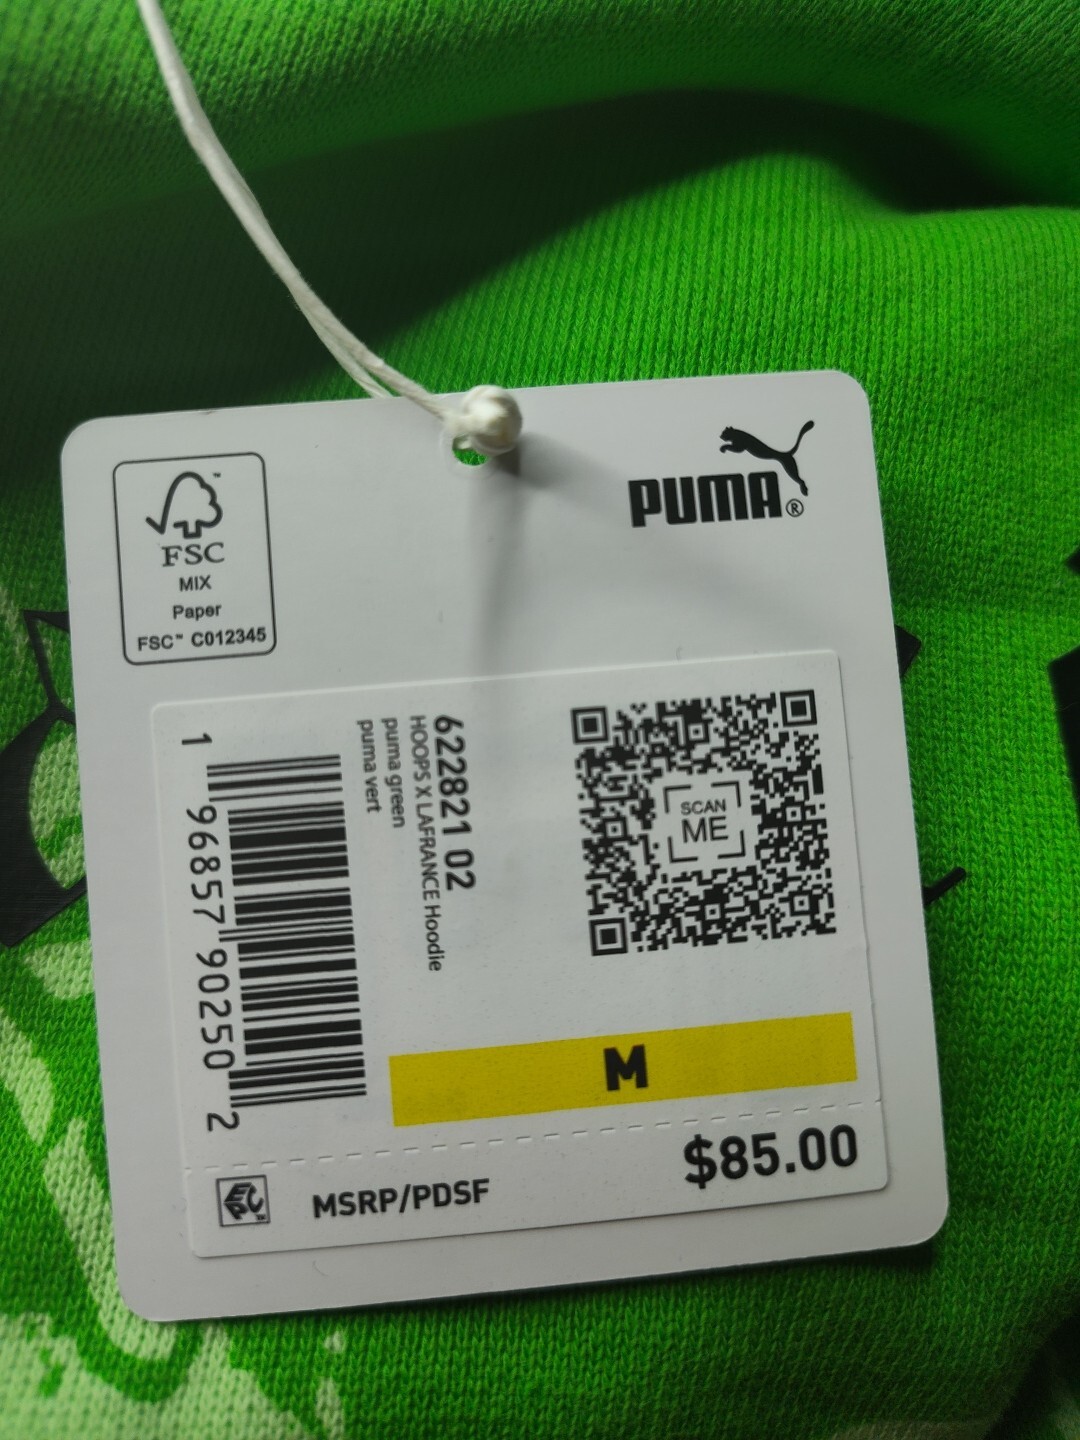 PUMA®
FSC™
MIX
Paper
FSC™ C012345
622821 02
HOOPS X LAFRANCE Hoodie
puma green
puma vert
1 96857 90250 2
SCAN
ME
M
$85.00
MSRP/PDSF